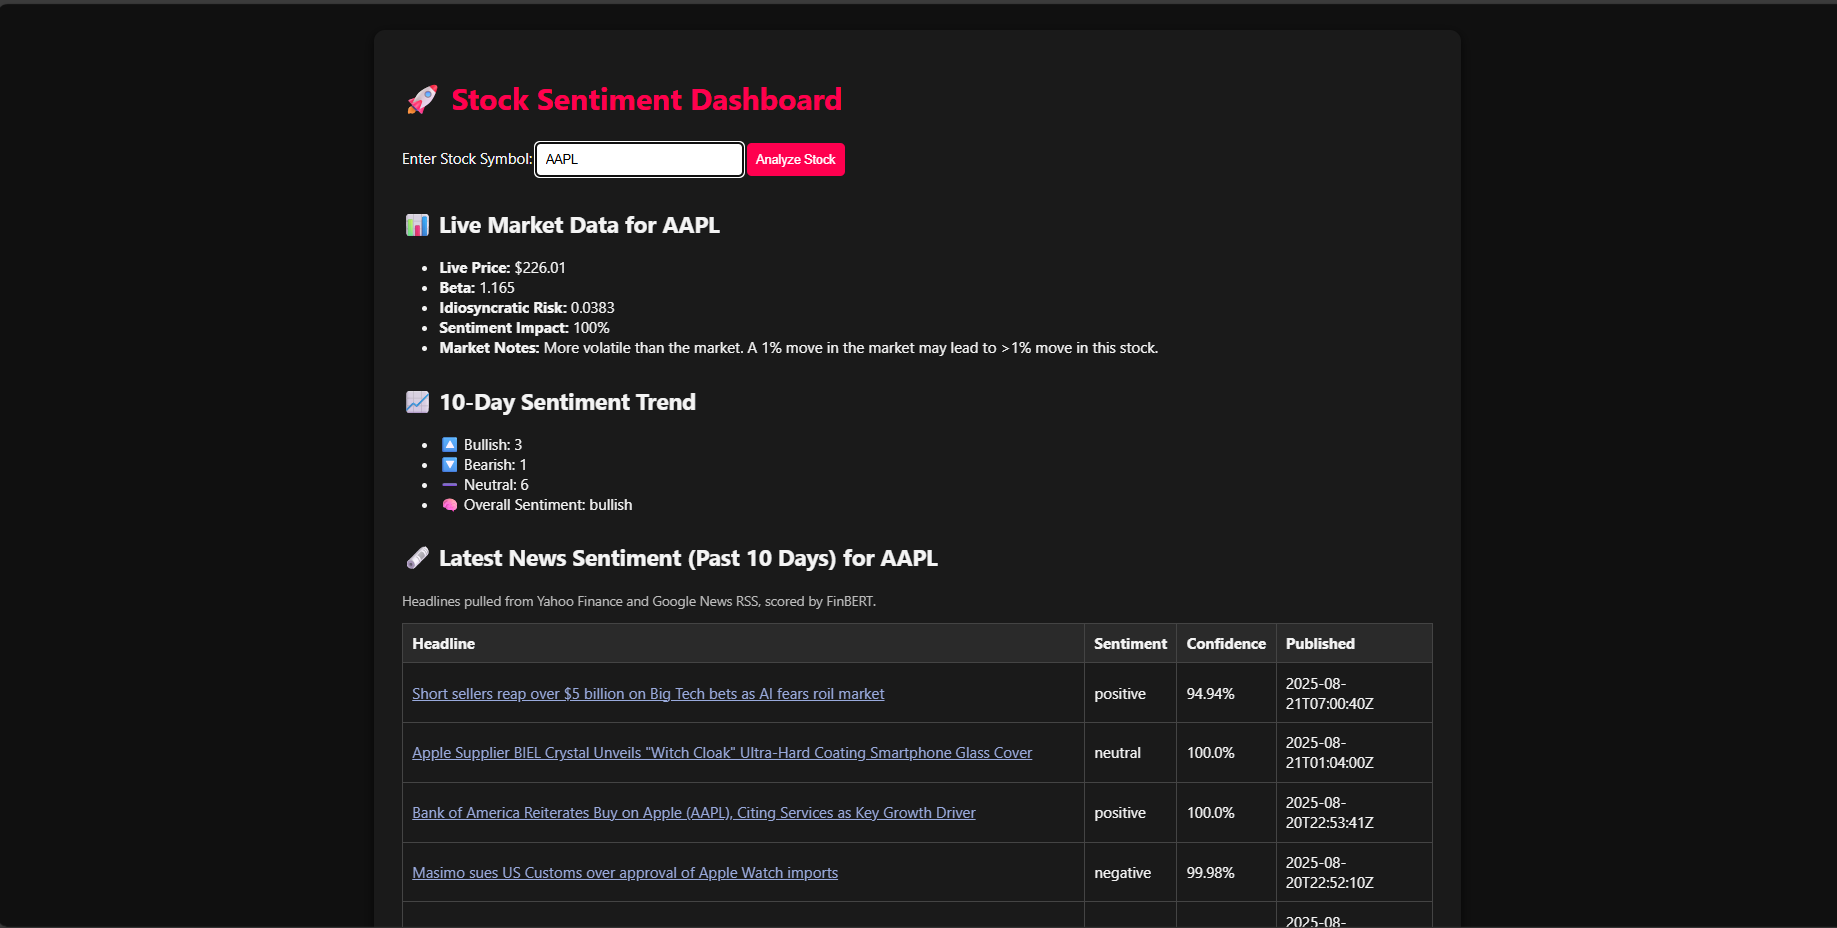 🚀 Stock Sentiment Dashboard
Enter Stock Symbol: AAPL Analyze Stock
📊 Live Market Data for AAPL
• Live Price: $226.01
• Beta: 1.165
• Idiosyncratic Risk: 0.0383
• Sentiment Impact: 100%
• Market Notes: More volatile than the market. A 1% move in the market may lead to >1% move in this stock.
📈 10-Day Sentiment Trend
• 🔼 Bullish: 3
• 🔽 Bearish: 1
• ➖ Neutral: 6
• 🧠 Overall Sentiment: bullish
🗞️ Latest News Sentiment (Past 10 Days) for AAPL
Headlines pulled from Yahoo Finance and Google News RSS, scored by FinBERT.
Headline Sentiment Confidence Published
Short sellers reap over $5 billion on Big Tech bets as AI fears roil market positive 94.94% 2025-08-
21T07:00:40Z
Apple Supplier BIEL Crystal Unveils "Witch Cloak" Ultra-Hard Coating Smartphone Glass Cover neutral 100.0% 2025-08-
21T01:04:00Z
Bank of America Reiterates Buy on Apple (AAPL), Citing Services as Key Growth Driver positive 100.0% 2025-08-
20T22:53:41Z
Masimo sues US Customs over approval of Apple Watch imports negative 99.98% 2025-08-
20T22:52:10Z
2025-08-